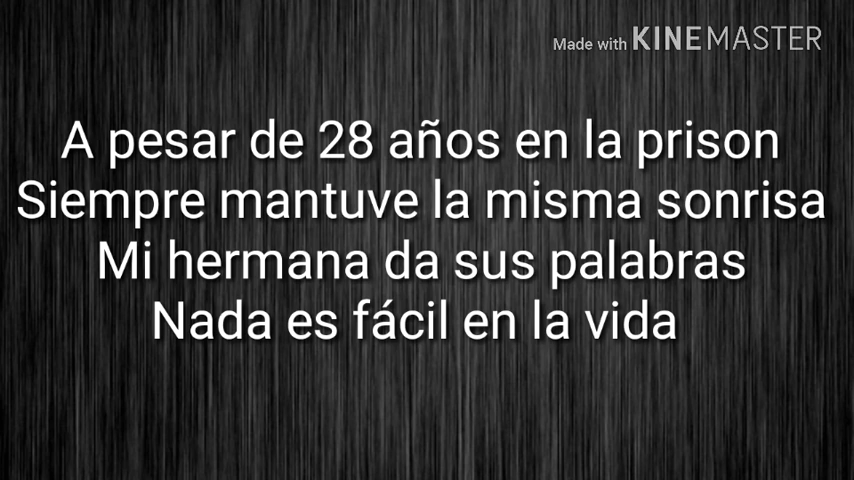 Made with KINEMASTER
A pesar de 28 años en la prison
Siempre mantuve la misma sonrisa
Mi hermana da sus palabras
Nada es fácil en la vida